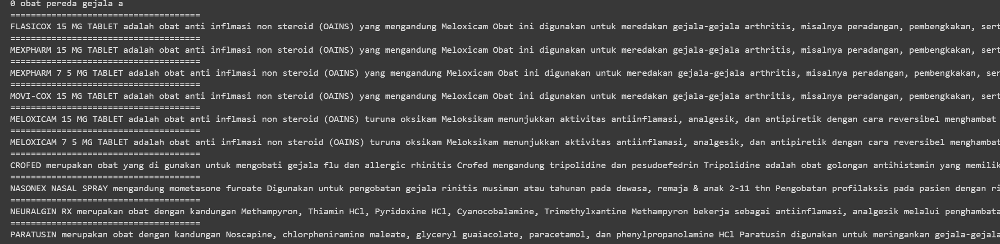 0 obat pereda gejala a
=====================================
FLASICOX 15 MG TABLET adalah obat anti inflmasi non steroid (OAINS) yang mengandung Meloxicam Obat ini digunakan untuk meredakan gejala-gejala arthritis, misalnya peradangan, pembengkakan, sert
=====================================
MEXPHARM 15 MG TABLET adalah obat anti inflmasi non steroid (OAINS) yang mengandung Meloxicam Obat ini digunakan untuk meredakan gejala-gejala arthritis, misalnya peradangan, pembengkakan, sert
=====================================
MEXPHARM 7 5 MG TABLET adalah obat anti inflmasi non steroid (OAINS) yang mengandung Meloxicam Obat ini digunakan untuk meredakan gejala-gejala arthritis, misalnya peradangan, pembengkakan, ser
=====================================
MOVI-COX 15 MG TABLET adalah obat anti inflmasi non steroid (OAINS) yang mengandung Meloxicam Obat ini digunakan untuk meredakan gejala-gejala arthritis, misalnya peradangan, pembengkakan, sert
=====================================
MELOXICAM 15 MG TABLET adalah obat anti inflmasi non steroid (OAINS) turuna oksikam Meloksikam menunjukkan aktivitas antiinflamasi, analgesik, dan antipiretik dengan cara reversibel menghambat
=====================================
MELOXICAM 7 5 MG TABLET adalah obat anti inflmasi non steroid (OAINS) turuna oksikam Meloksikam menunjukkan aktivitas antiinflamasi, analgesik, dan antipiretik dengan cara reversibel menghambat
=====================================
CROFED merupakan obat yang di gunakan untuk mengobati gejala flu dan allergic rhinitis Crofed mengandung tripolidine dan pesudoefedrin Tripolidine adalah obat golongan antihistamin yang memilik
=====================================
NASONEX NASAL SPRAY mengandung mometasone furoate Digunakan untuk pengobatan gejala rinitis musiman atau tahunan pada dewasa, remaja & anak 2-11 thn Pengobatan profilaksis pada pasien dengan ri
=====================================
NEURALGIN RX merupakan obat dengan kandungan Methampyron, Thiamin HCl, Pyridoxine HCl, Cyanocobalamine, Trimethylxantine Methampyron bekerja sebagai antiinflamasi, analgesik melalui penghambata
=====================================
PARATUSIN merupakan obat dengan kandungan Noscapine, chlorpheniramine maleate, glyceryl guaiacolate, paracetamol, dan phenylpropanolamine HCl Paratusin digunakan untuk meringankan gejala-gejala